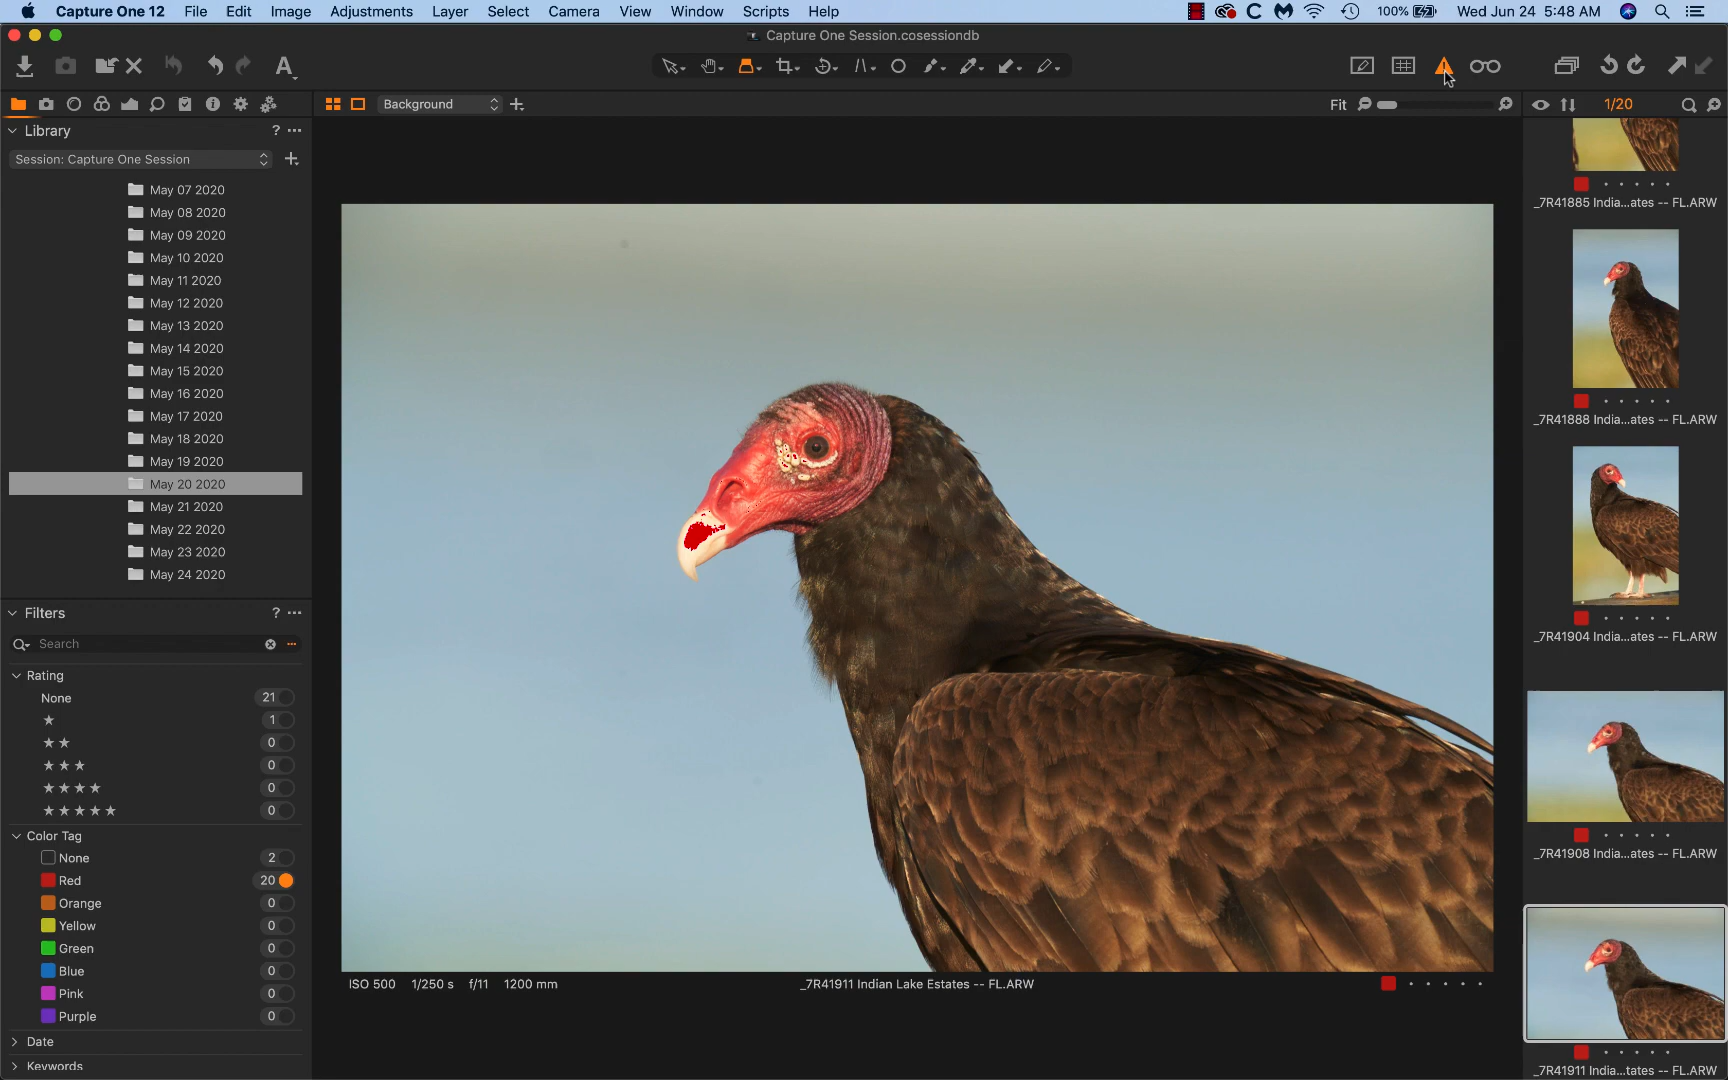 Capture One 12 File Edit Image Adjustments Layer Select Camera View Window Scripts Help 100% Wed Jun 24 5:48 AM
Capture One Session.cosessiondb
A
Background
Fit
1/20
Library
?
Session: Capture One Session
May 07 2020
May 08 2020
May 09 2020
May 10 2020
May 11 2020
May 12 2020
May 13 2020
May 14 2020
May 15 2020
May 16 2020
May 17 2020
May 18 2020
May 19 2020
May 20 2020
May 21 2020
May 22 2020
May 23 2020
May 24 2020
Filters
?
Search
Rating
None 21
1
0
0
0
0
Color Tag
None 2
Red 20
Orange 0
Yellow 0
Green 0
Blue 0
Pink 0
Purple 0
Date
Keywords
ISO 500 1/250 s f/11 1200 mm
_7R41911 Indian Lake Estates -- FL.ARW
_7R41885 India...ates -- FL.ARW
_7R41888 India...ates -- FL.ARW
_7R41904 India...ates -- FL.ARW
_7R41908 India...ates -- FL.ARW
_7R41911 India...tates -- FL.ARW